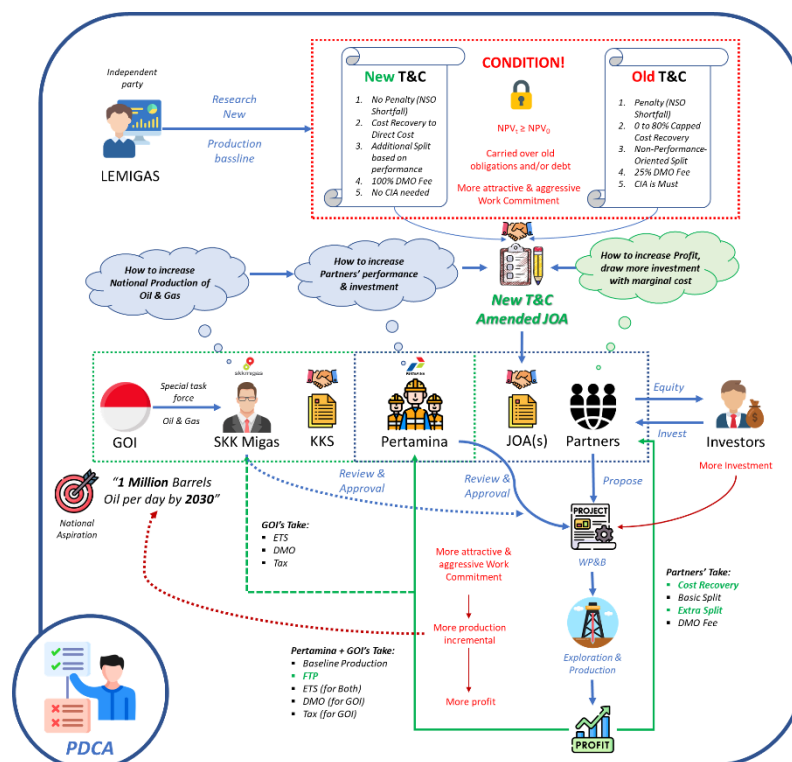 Independent
party
LEMIGAS
Research
New
Production
bassline
New T&C
1. No Penalty (NSO
Shortfall)
2. Cost Recovery to
Direct Cost
3. Additional Split
based on
performance
4. 100% DMO Fee
5. No CIA needed
CONDITION!
NPV₁ ≥ NPV₀
Carried over old
obligations and/or debt
More attractive & aggressive
Work Commitment
Old T&C
1. Penalty (NSO
Shortfall)
2. 0 to 80% Capped
Cost Recovery
3. Non-Performance-
Oriented Split
4. 25% DMO Fee
5. CIA is Must
How to increase
National Production of
Oil & Gas
How to increase
Partners' performance
& investment
How to increase Profit,
draw more investment
with marginal cost
New T&C
Amended JOA
GOI
Special task
force
Oil & Gas
skkmigas
SKK Migas
KKS
PERTAMINA
Pertamina
JOA(s)
Partners
Equity
Invest
Investors
More Investment
"1 Million Barrels
Oil per day by 2030"
National
Aspiration
Review &
Approval
Review &
Approval
Propose
PROJECT
WP&B
GOI's Take:
ETS
DMO
Tax
More attractive &
aggressive Work
Commitment
More production
incremental
More profit
Partners' Take:
Cost Recovery
Basic Split
Extra Split
DMO Fee
Exploration &
Production
Pertamina + GOI's Take:
Baseline Production
FTP
ETS (for Both)
DMO (for GOI)
Tax (for GOI)
PROFIT
PDCA